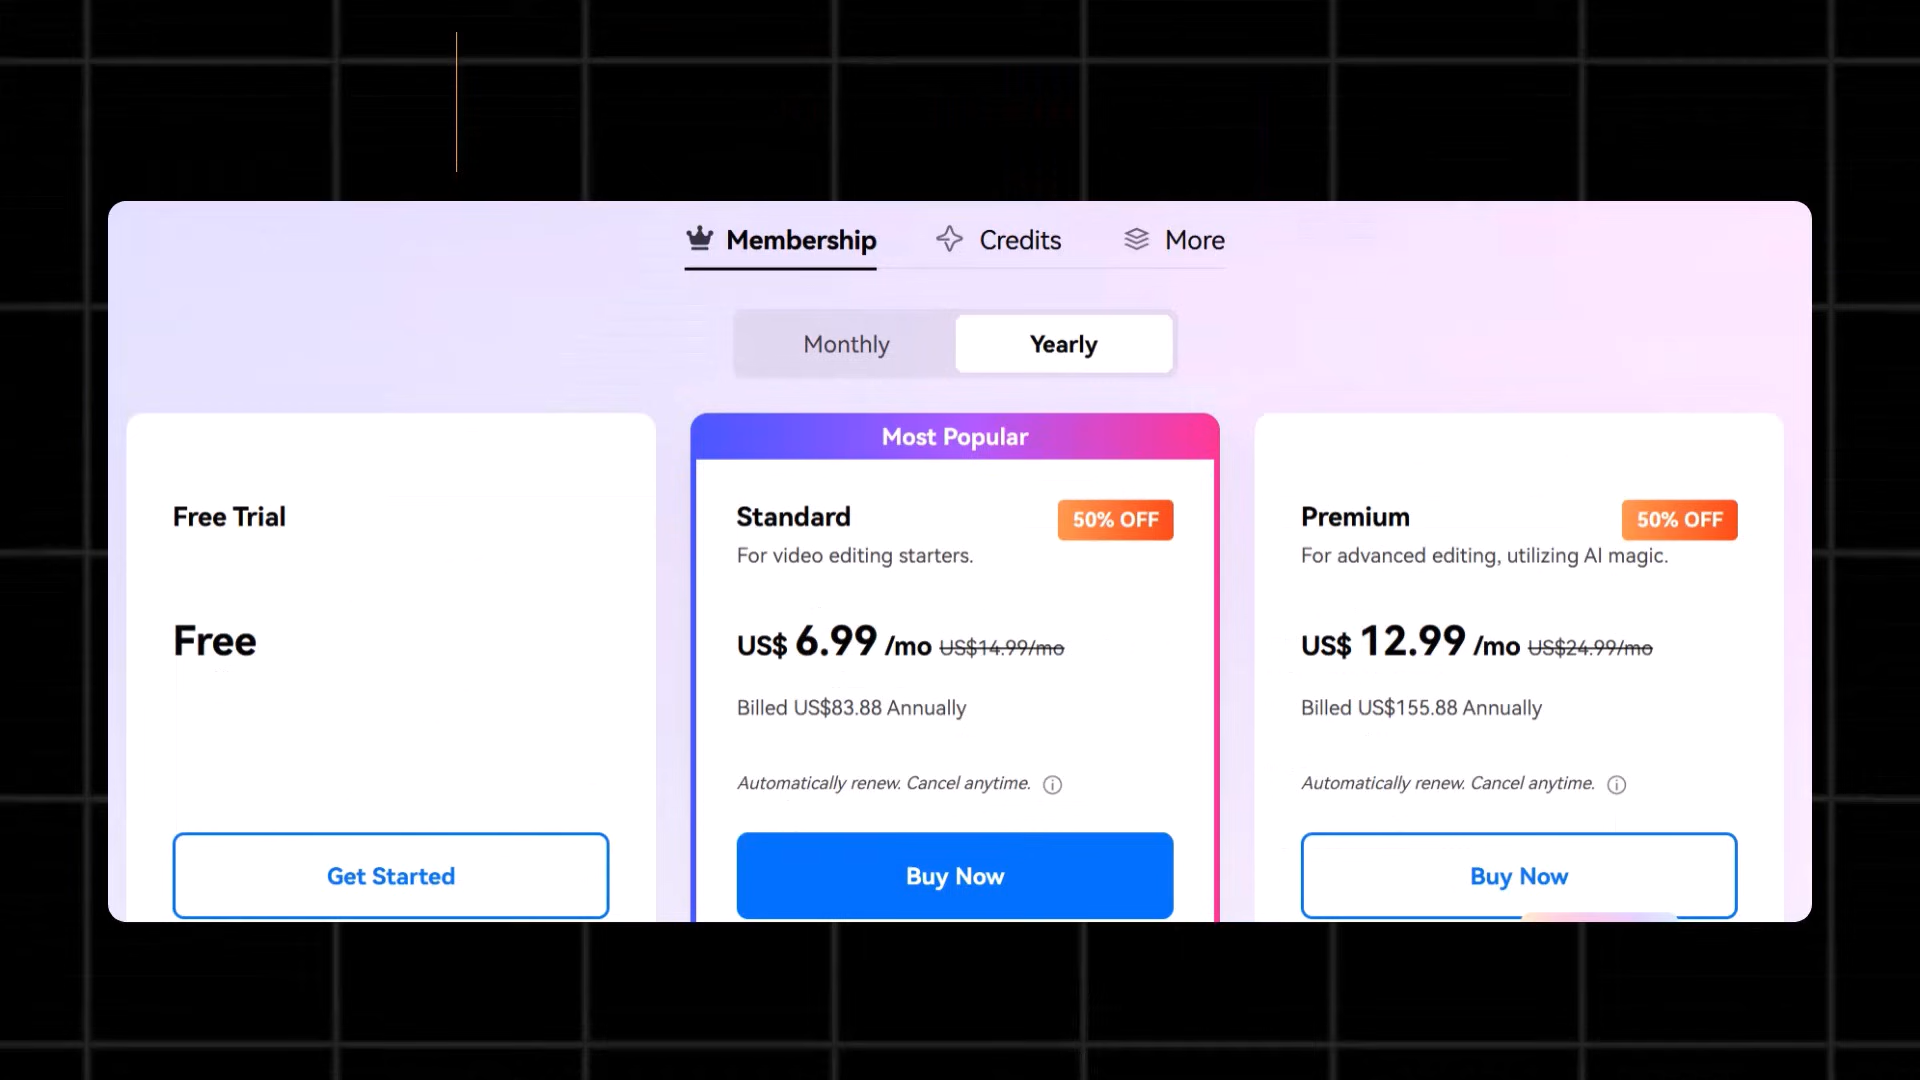 Membership
Credits
More
Monthly
Yearly
Free Trial
Free
Get Started
Most Popular
Standard
50% OFF
For video editing starters.
US$ 6.99 /mo US$14.99/mo
Billed US$83.88 Annually
Automatically renew. Cancel anytime.
Buy Now
Premium
50% OFF
For advanced editing, utilizing AI magic.
US$ 12.99 /mo US$24.99/mo
Billed US$155.88 Annually
Automatically renew. Cancel anytime.
Buy Now